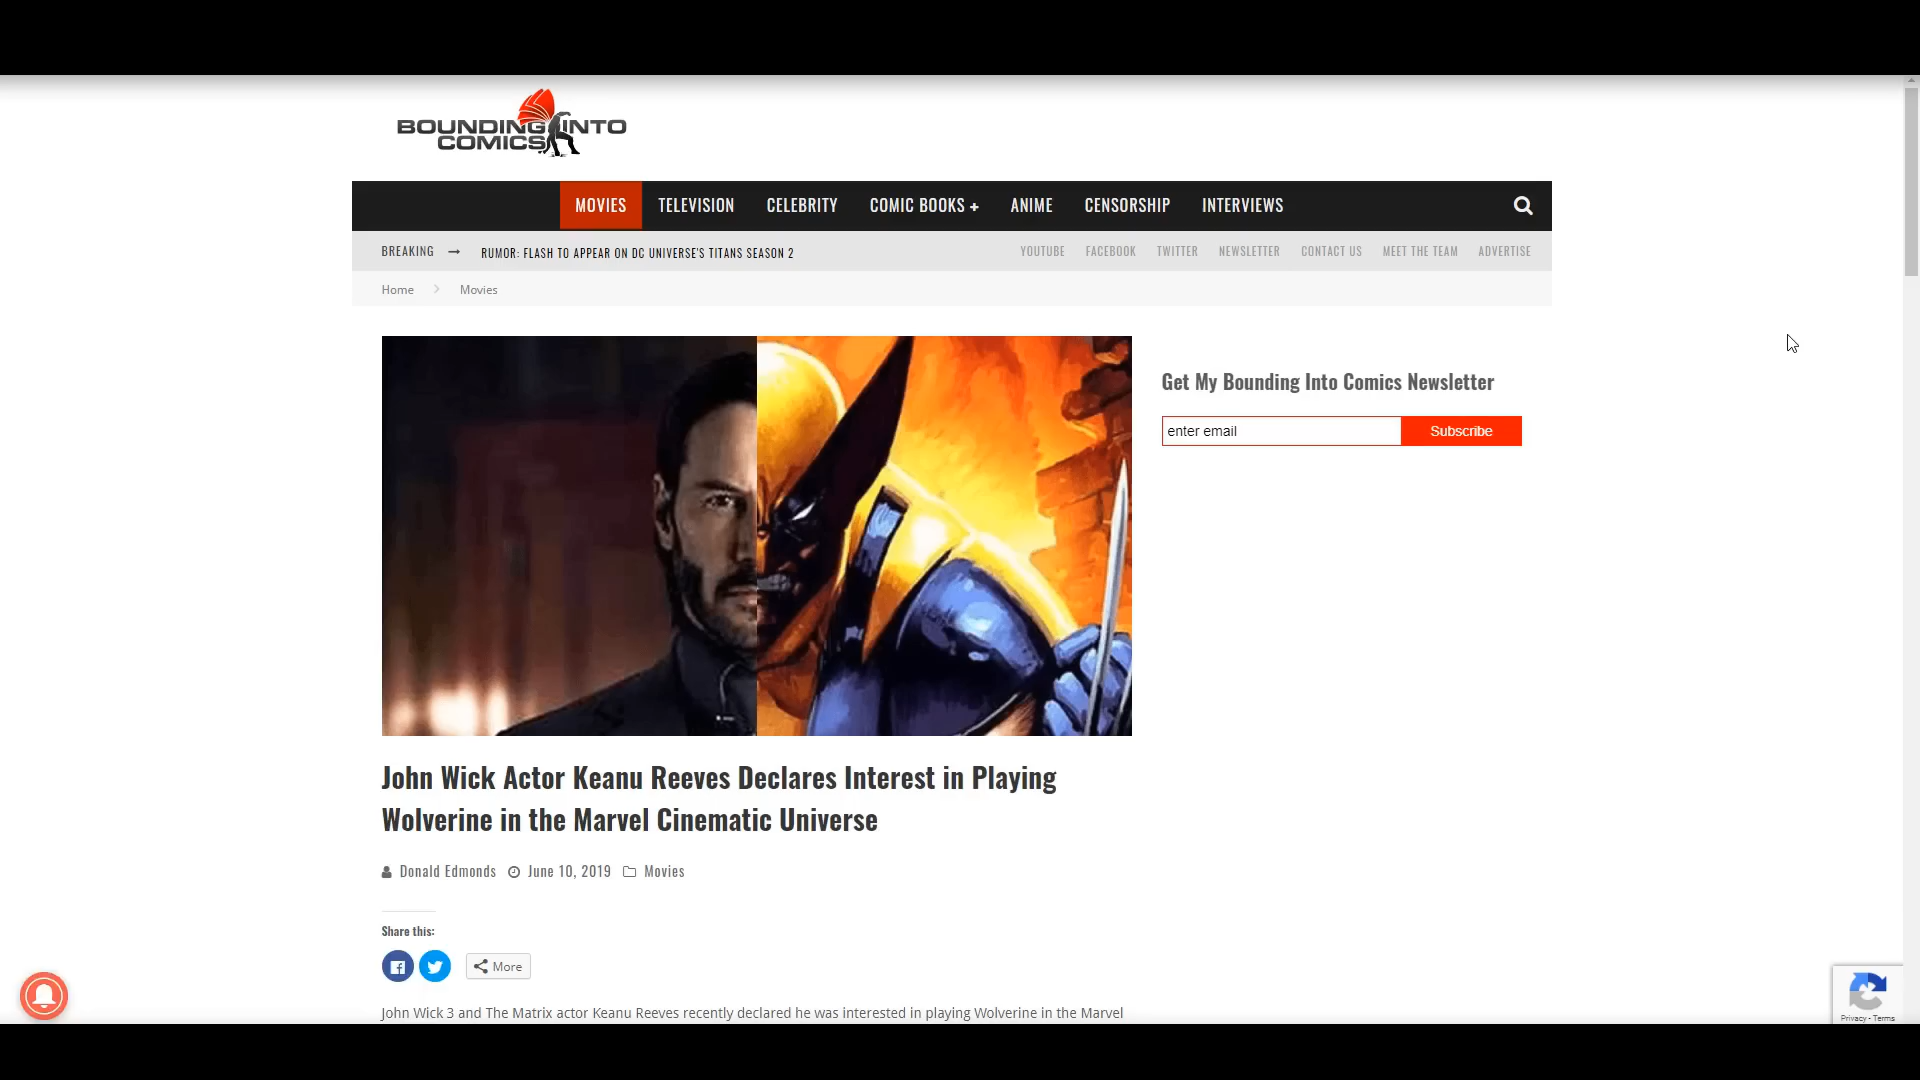 BOUNDING INTO
COMICS
MOVIES TELEVISION CELEBRITY COMIC BOOKS + ANIME CENSORSHIP INTERVIEWS
BREAKING → RUMOR: FLASH TO APPEAR ON DC UNIVERSE'S TITANS SEASON 2 YOUTUBE FACEBOOK TWITTER NEWSLETTER CONTACT US MEET THE TEAM ADVERTISE
Home > Movies
Get My Bounding Into Comics Newsletter
enter email Subscribe
John Wick Actor Keanu Reeves Declares Interest in Playing
Wolverine in the Marvel Cinematic Universe
Donald Edmonds June 10, 2019 Movies
Share this:
More
John Wick 3 and The Matrix actor Keanu Reeves recently declared he was interested in playing Wolverine in the Marvel
Privacy - Terms